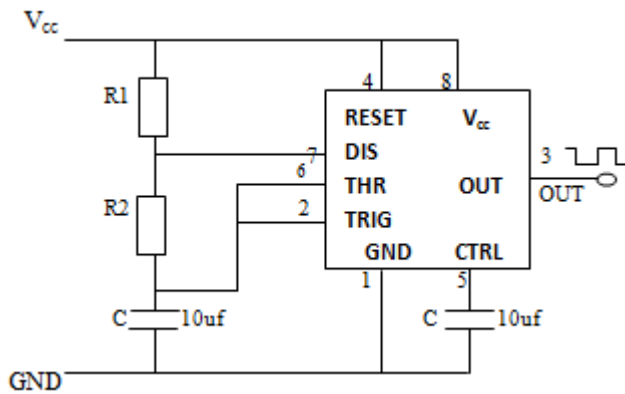 Vcc
4
8
R1
RESET
Vcc
7
DIS
3
6
THR
OUT
OUT
R2
2
TRIG
GND
CTRL
1
5
C
10uf
C
10uf
GND